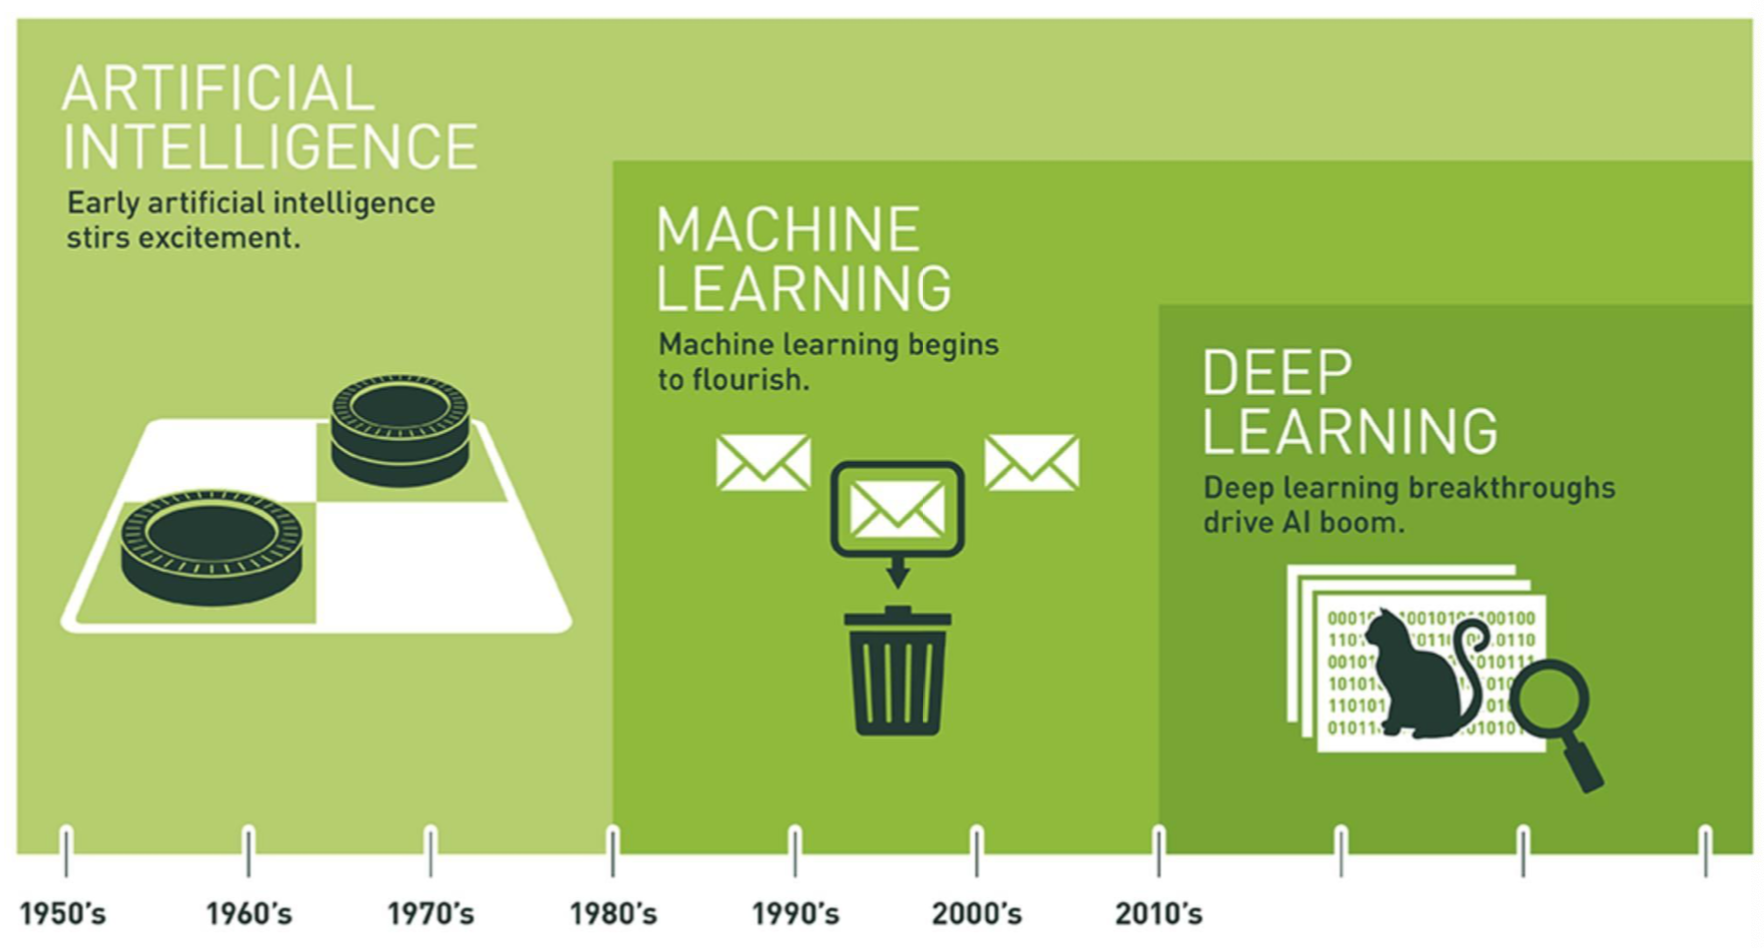 ARTIFICIAL
INTELLIGENCE
Early artificial intelligence
stirs excitement.
MACHINE
LEARNING
Machine learning begins
to flourish.
DEEP
LEARNING
Deep learning breakthroughs
drive AI boom.
1950's
1960's
1970's
1980's
1990's
2000's
2010's